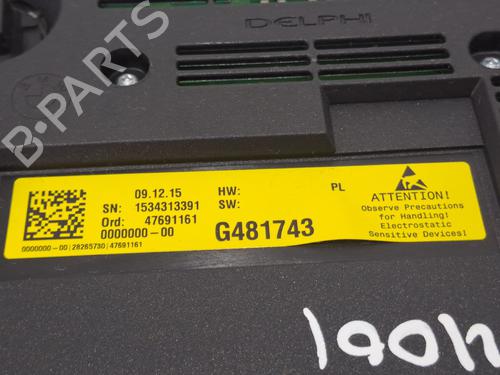 DELPHI
B-PARTS
09.12.15
SN: 1534313391
Ord: 47691161
0000000-00
0000000-00|28265730|47691161
HW:
SW:
PL
G481743
ATTENTION!
Observe Precautions
for Handling!
Electrostatic
Sensitive Devices!